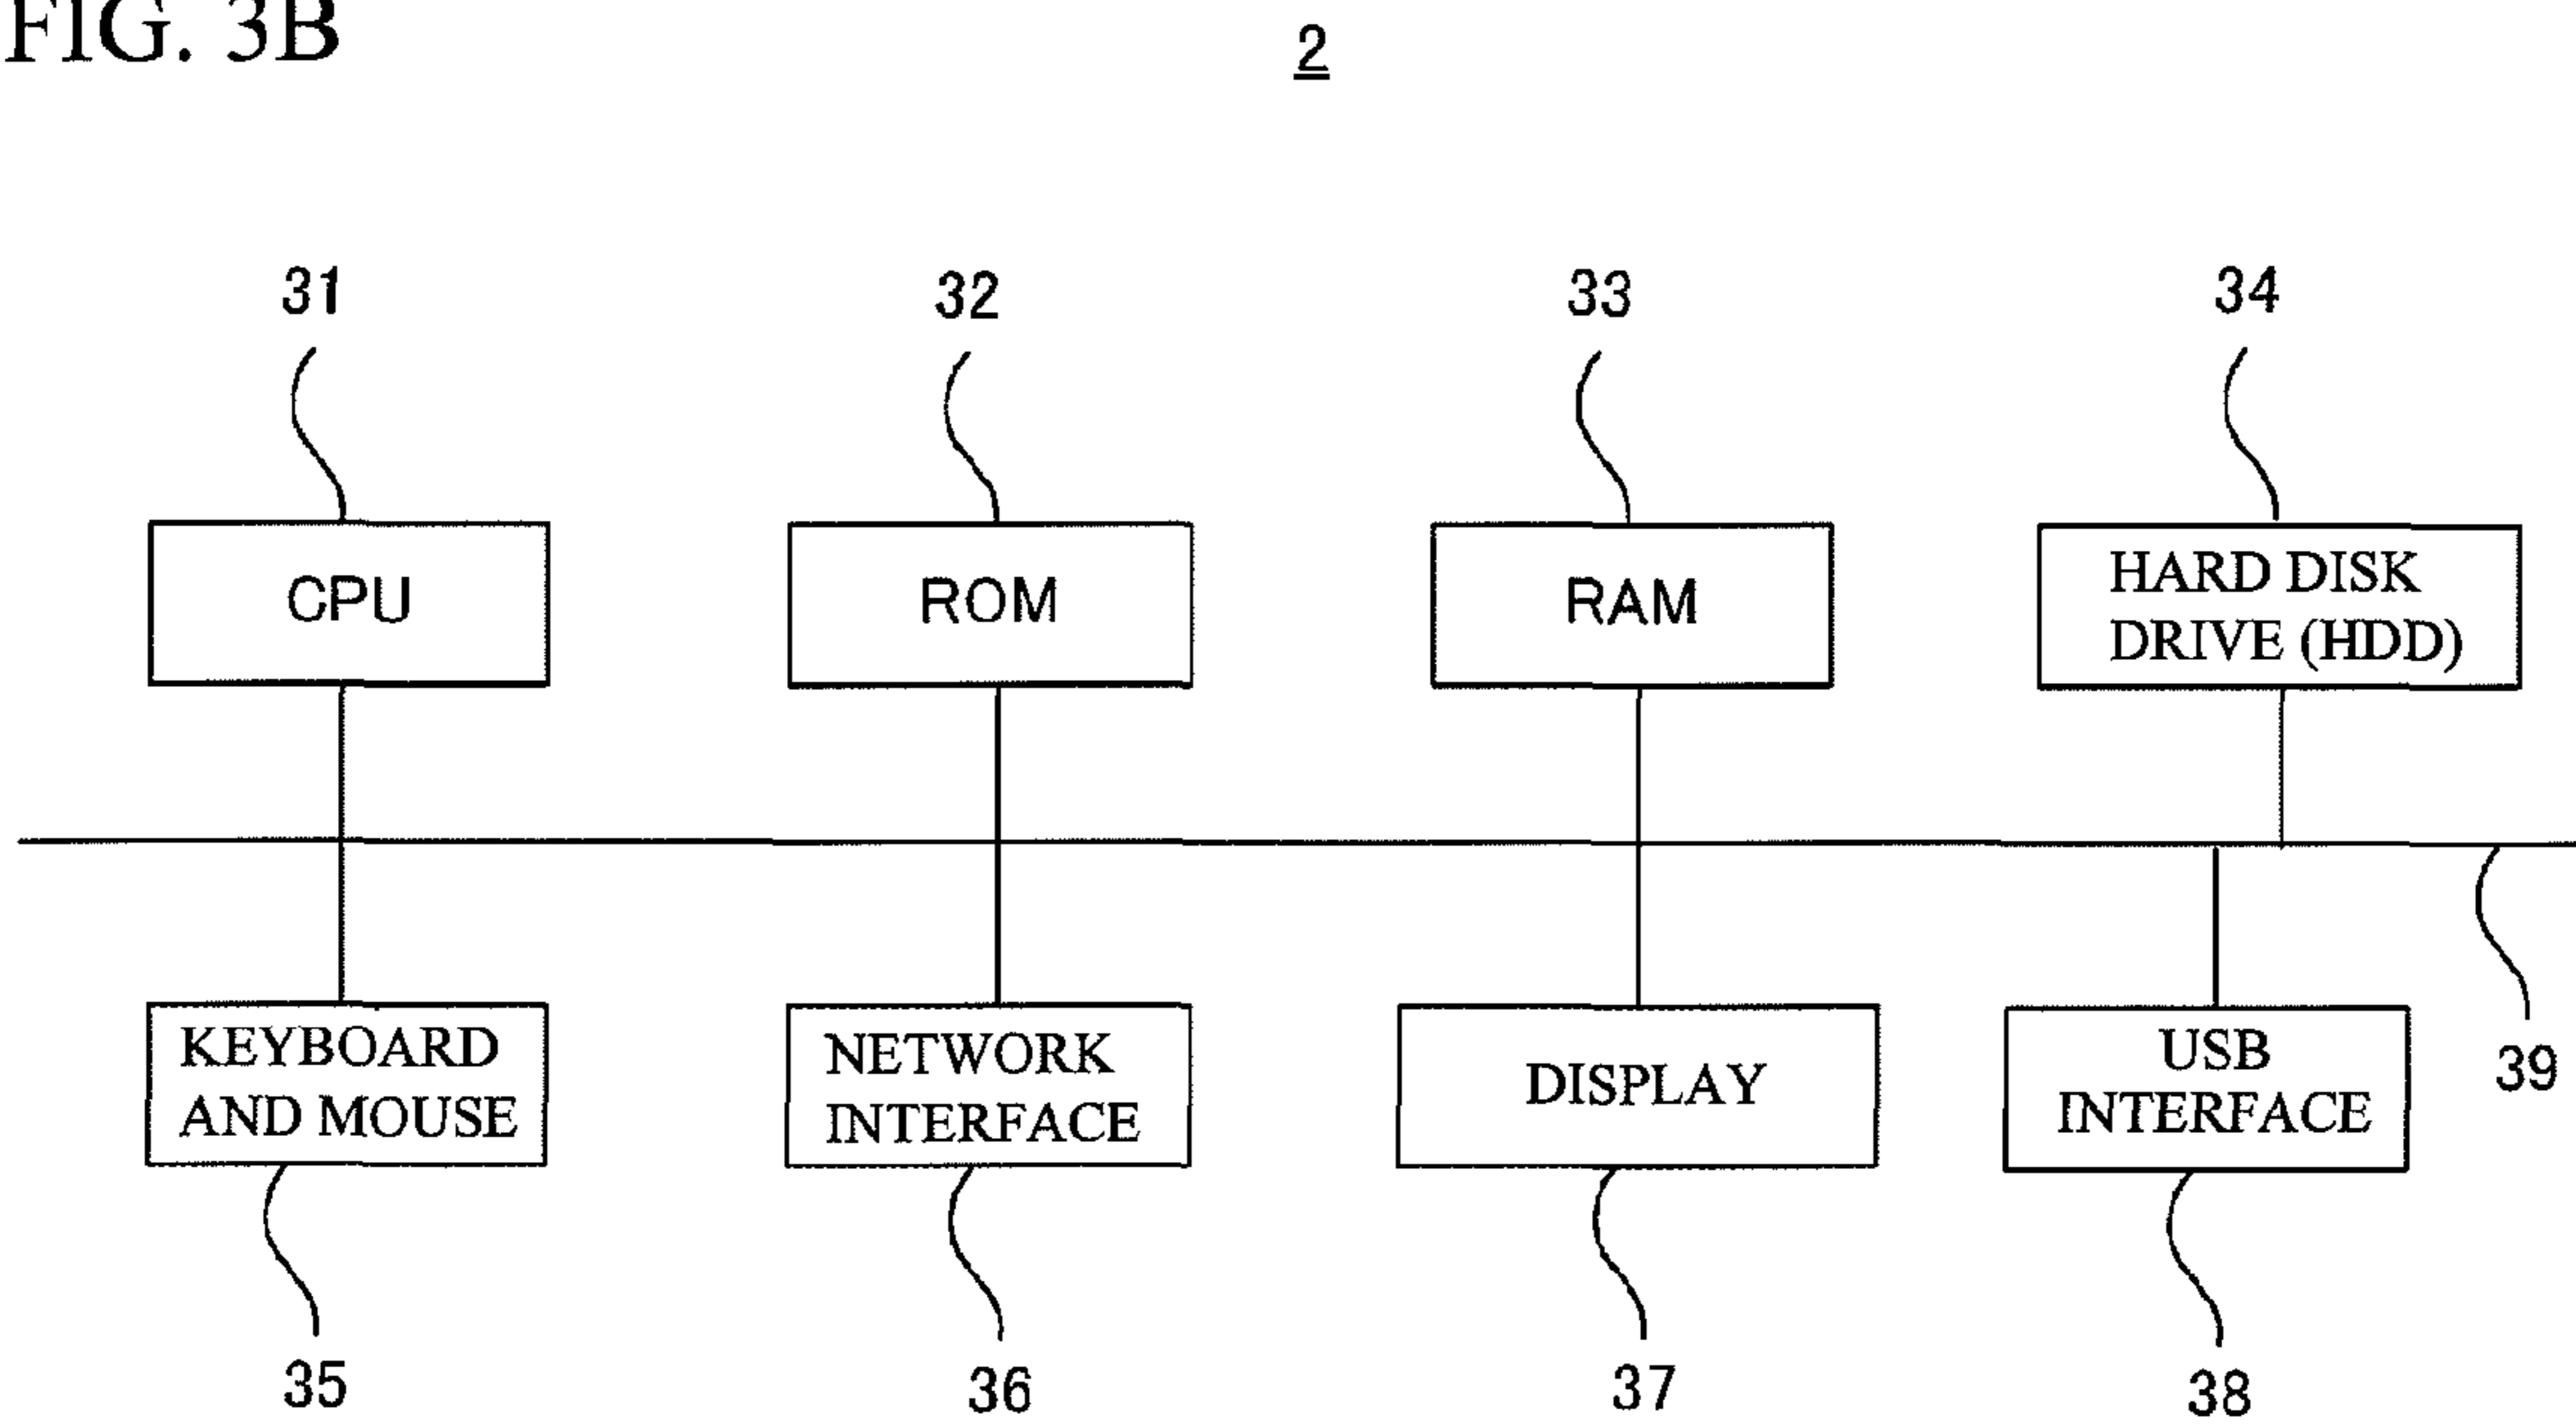 FIG. 3B
2
31
32
33
34
CPU
ROM
RAM
HARD DISK
DRIVE (HDD)
KEYBOARD
AND MOUSE
NETWORK
INTERFACE
DISPLAY
USB
INTERFACE
39
35
36
37
38